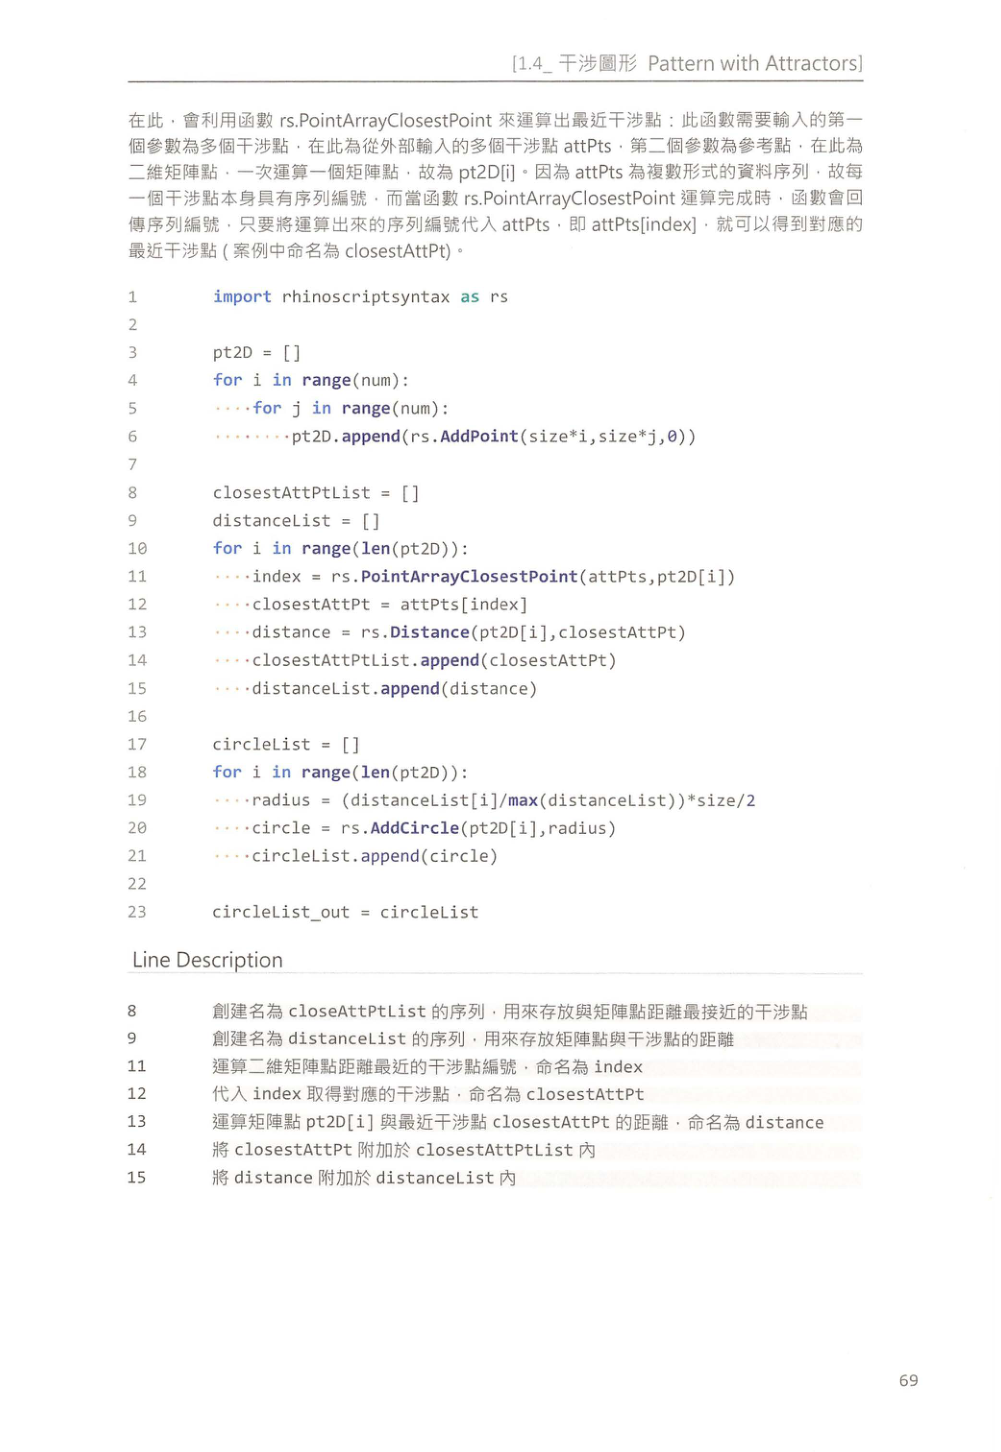 [1.4_ 干涉圖形 Pattern with Attractors]
在此，會利用函數 rs.PointArrayClosestPoint 來運算出最近干涉點：此函數需要輸入的第一
個參數為多個干涉點，在此為從外部輸入的多個干涉點 attPts，第二個參數為參考點，在此為
二維矩陣點，一次運算一個矩陣點，故為 pt2D[i]。因為 attPts 為複數形式的資料序列，故每
一個干涉點本身具有序列編號，而當函數 rs.PointArrayClosestPoint 運算完成時，函數會回
傳序列編號，只要將運算出來的序列編號代入 attPts，即 attPts[index]，就可以得到對應的
最近干涉點 ( 案例中命名為 closestAttPt)。
1 import rhinoscriptsyntax as rs
2
3 pt2D = []
4 for i in range(num):
5 ····for j in range(num):
6 ········pt2D.append(rs.AddPoint(size*i,size*j,0))
7
8 closestAttPtList = []
9 distanceList = []
10 for i in range(len(pt2D)):
11 ····index = rs.PointArrayClosestPoint(attPts,pt2D[i])
12 ····closestAttPt = attPts[index]
13 ····distance = rs.Distance(pt2D[i],closestAttPt)
14 ····closestAttPtList.append(closestAttPt)
15 ····distanceList.append(distance)
16
17 circleList = []
18 for i in range(len(pt2D)):
19 ····radius = (distanceList[i]/max(distanceList))*size/2
20 ····circle = rs.AddCircle(pt2D[i],radius)
21 ····circleList.append(circle)
22
23 circleList_out = circleList
Line Description
8 創建名為 closeAttPtList 的序列，用來存放與矩陣點距離最接近的干涉點
9 創建名為 distanceList 的序列，用來存放矩陣點與干涉點的距離
11 運算二維矩陣點距離最近的干涉點編號，命名為 index
12 代入 index 取得對應的干涉點，命名為 closestAttPt
13 運算矩陣點 pt2D[i] 與最近干涉點 closestAttPt 的距離，命名為 distance
14 將 closestAttPt 附加於 closestAttPtList 內
15 將 distance 附加於 distanceList 內
69